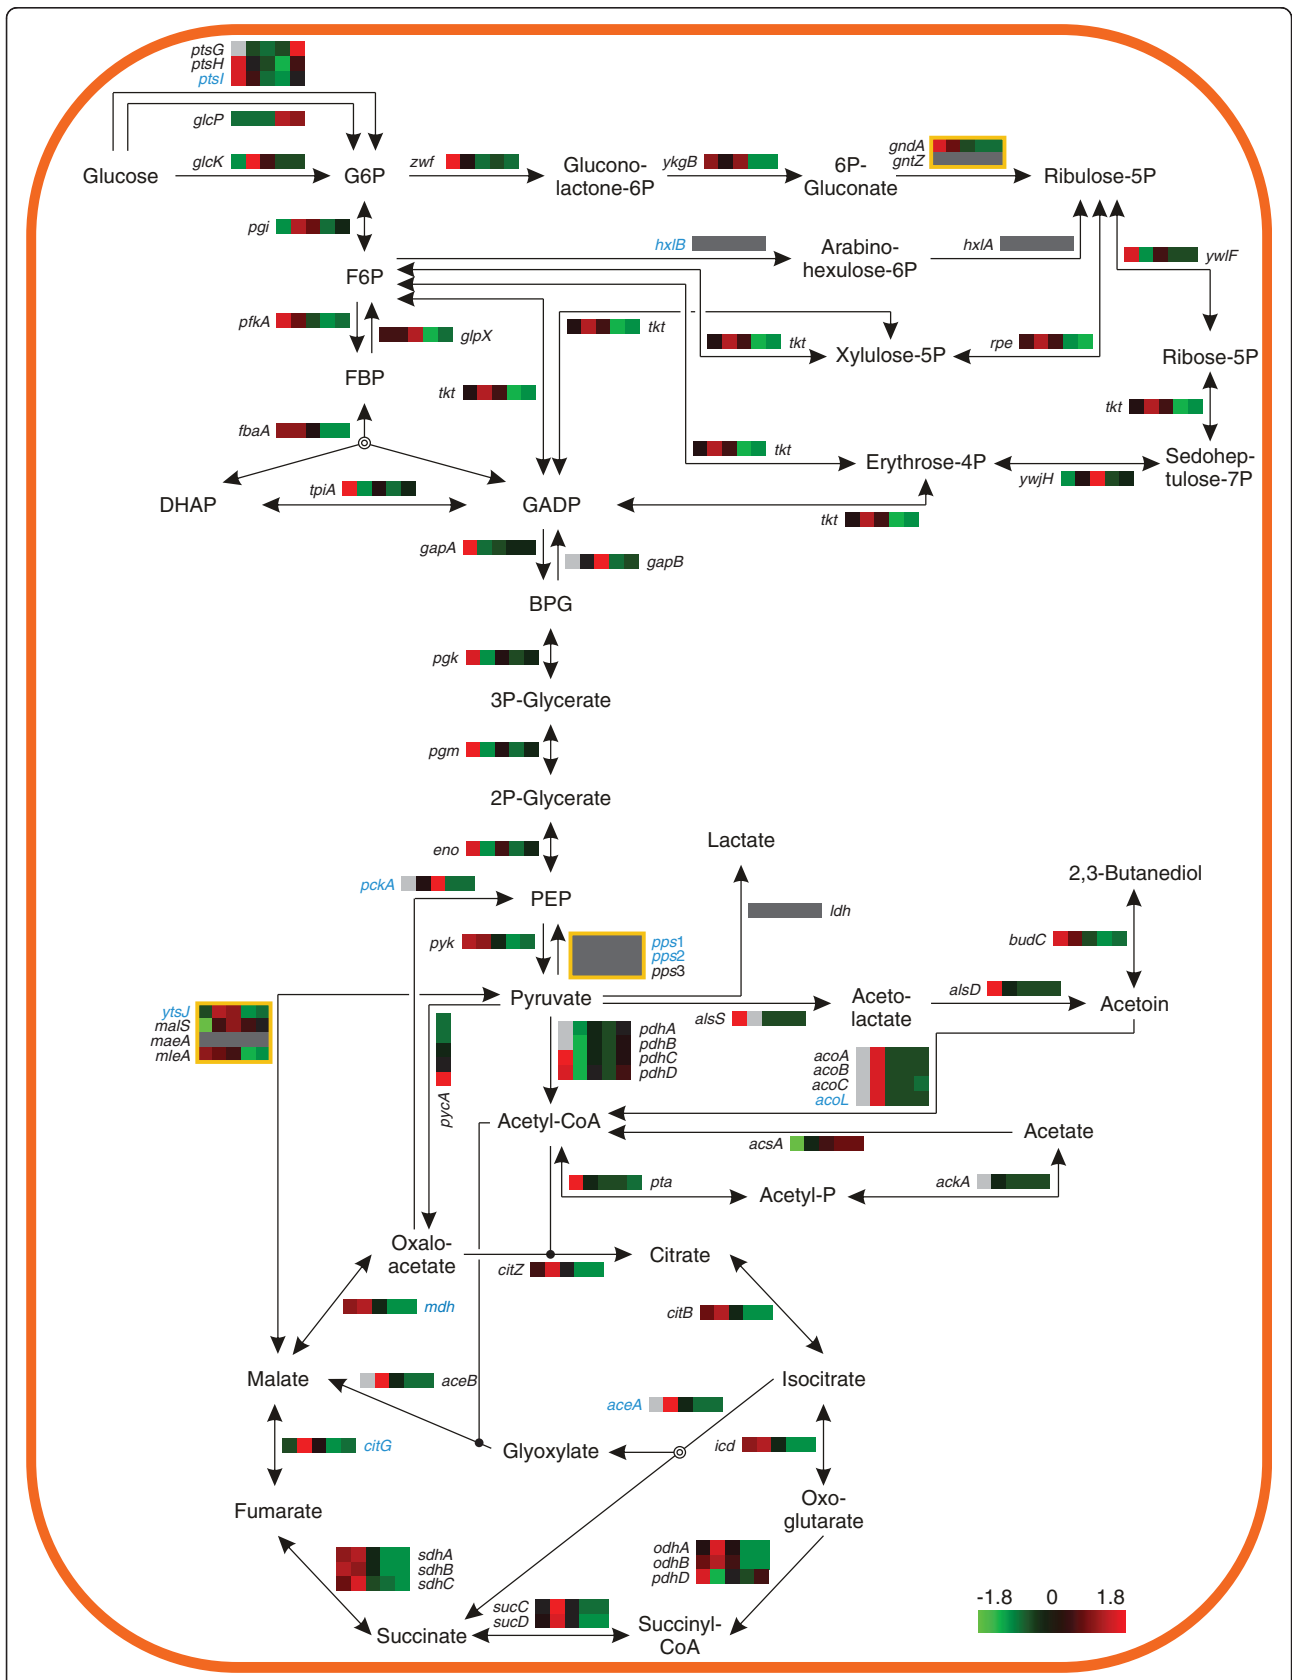 ptsG
ptsH
ptsI
glcP
glcK
Glucose
G6P
zwf
Glucono-
lactone-6P
ykgB
6P-
Gluconate
gndA
gntZ
Ribulose-5P
pgi
hxlB
Arabino-
hexulose-6P
hxlA
ywlF
F6P
pfkA
glpX
tkt
tkt
Xylulose-5P
rpe
Ribose-5P
FBP
tkt
tkt
fbaA
tkt
Erythrose-4P
ywjH
Sedohep-
tulose-7P
DHAP
tpiA
GADP
tkt
gapA
gapB
BPG
pgk
3P-Glycerate
pgm
2P-Glycerate
eno
Lactate
pckA
PEP
2,3-Butanediol
ldh
pyk
pps1
pps2
pps3
budC
Pyruvate
ytsJ
malS
maeA
mleA
alsS
Aceto-
lactate
alsD
Acetoin
pycA
pdhA
pdhB
pdhC
pdhD
acoA
acoB
acoC
acoL
Acetyl-CoA
acsA
Acetate
pta
Acetyl-P
ackA
Oxalo-
acetate
citZ
Citrate
mdh
citB
Malate
aceB
aceA
Isocitrate
citG
Glyoxylate
icd
Fumarate
Oxo-
glutarate
sdhA
sdhB
sdhC
odhA
odhB
pdhD
sucC
sucD
Succinate
Succinyl-
CoA
-1.8 0 1.8